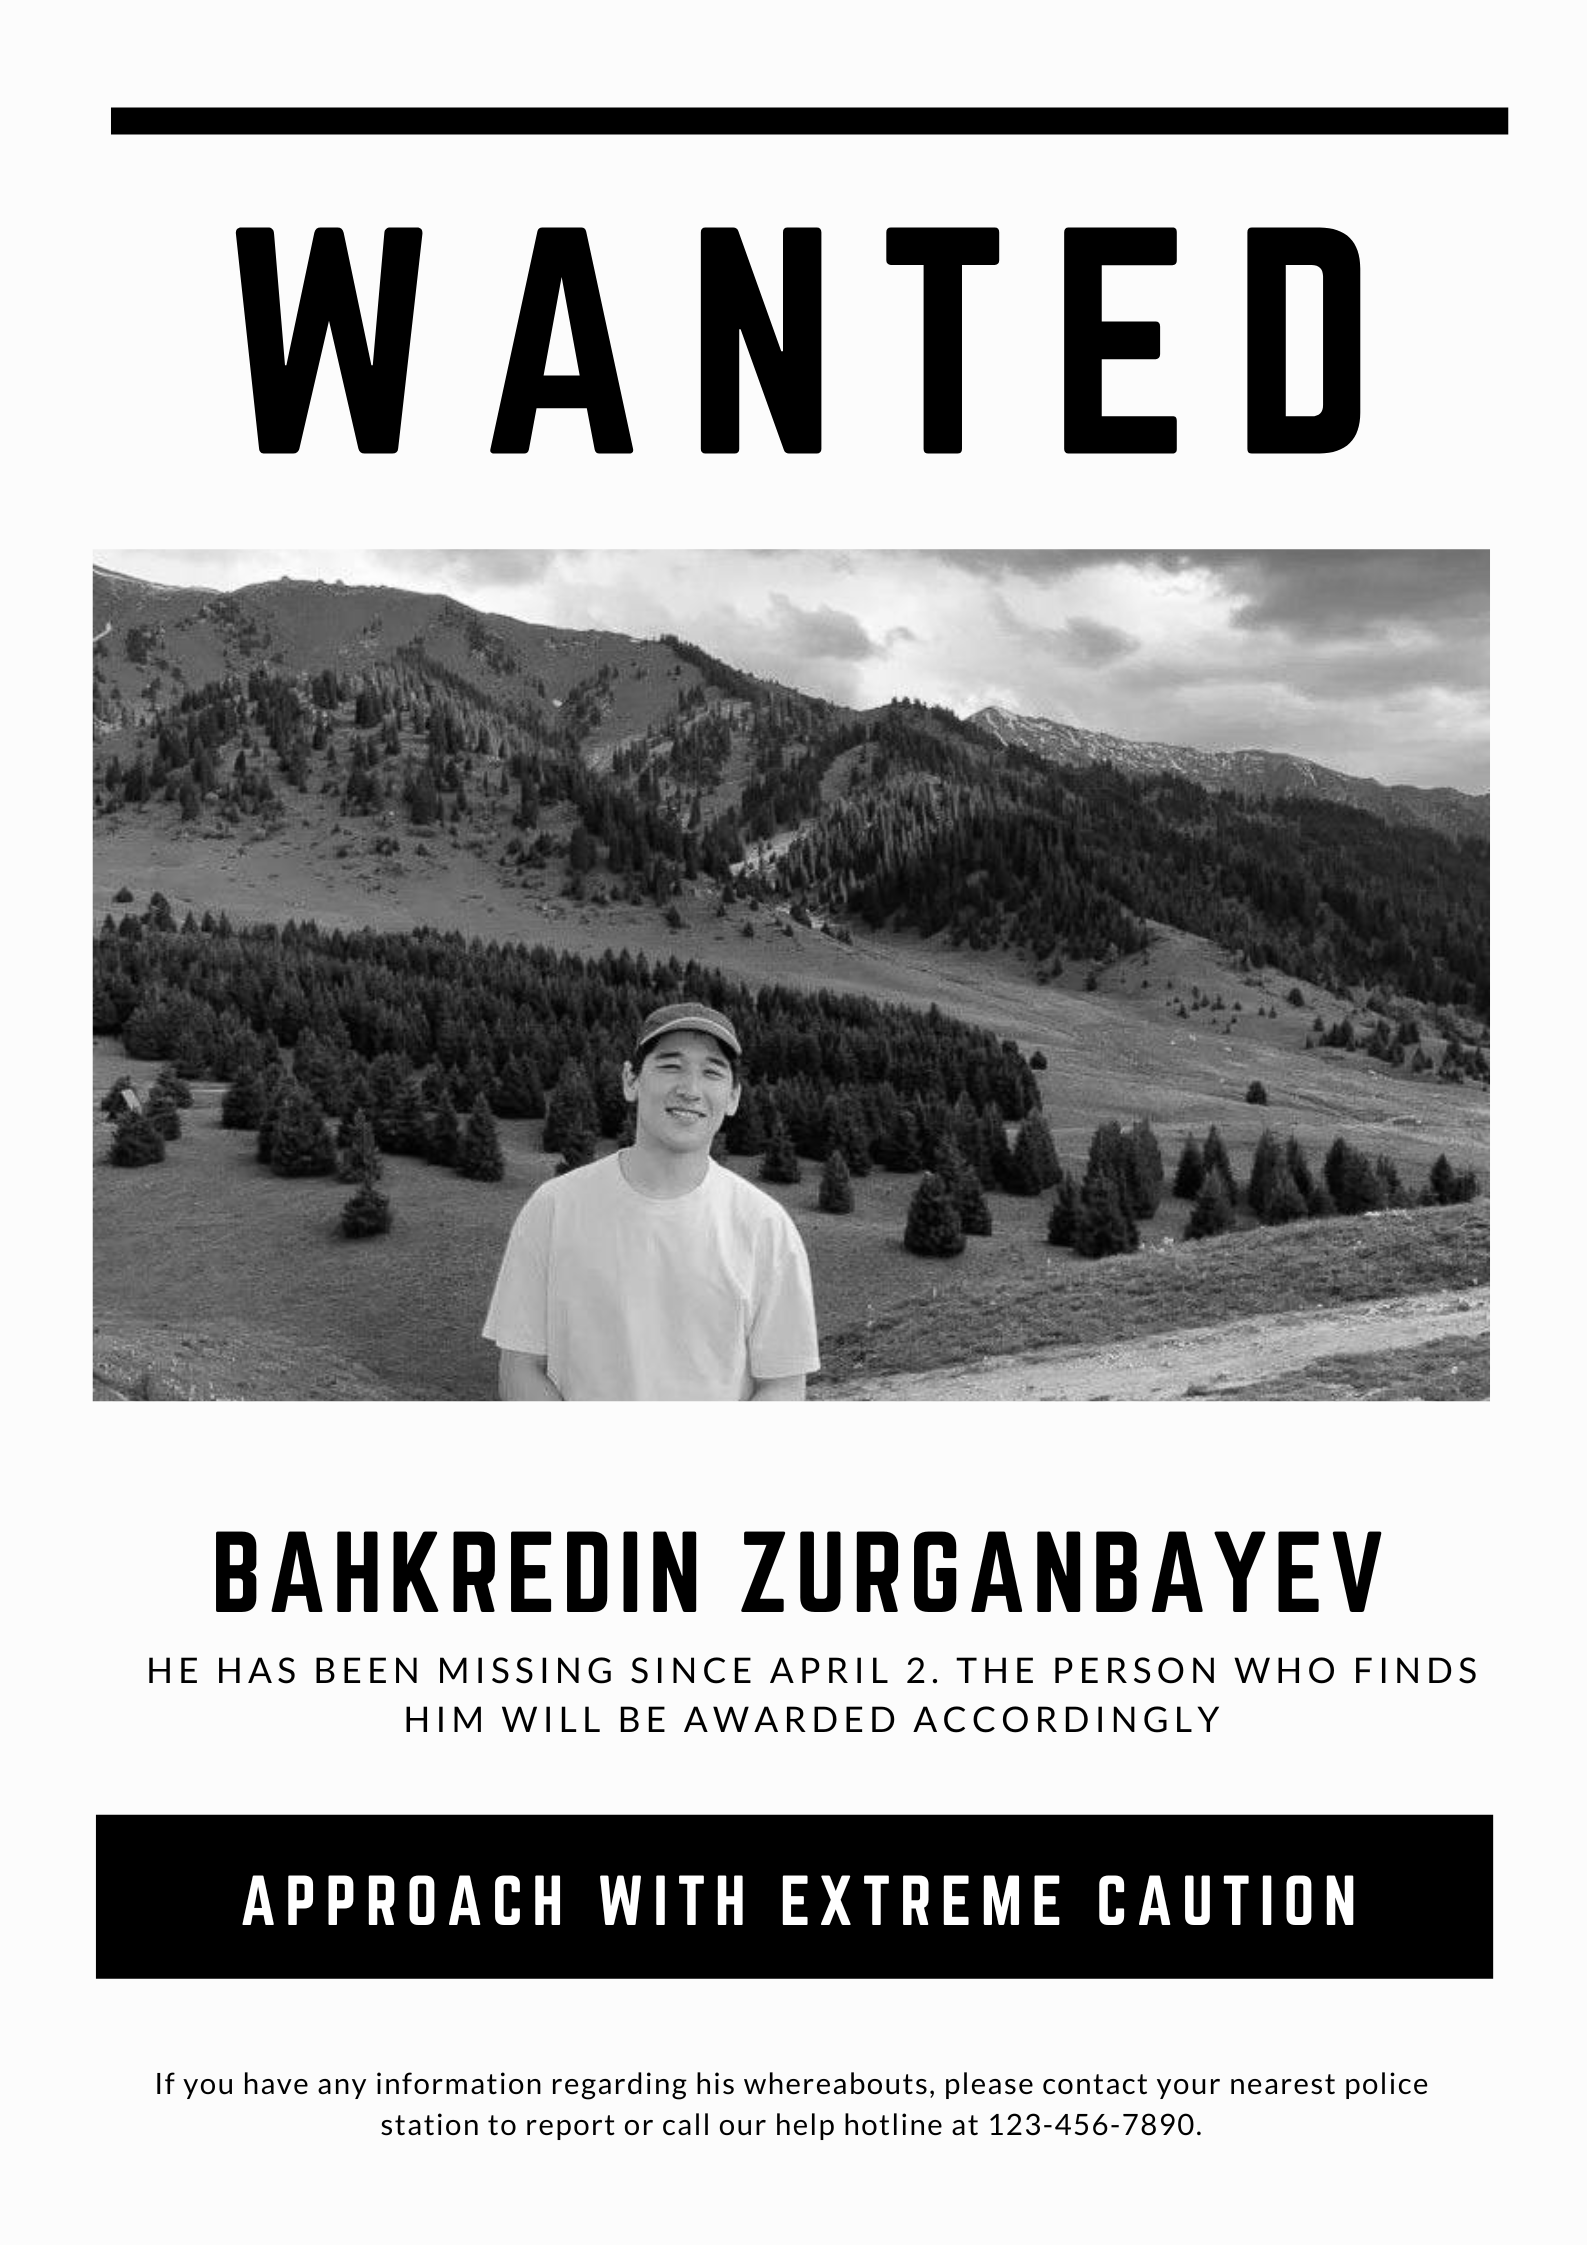 WANTED
BAHKREDIN ZURGANBAYEV
HE HAS BEEN MISSING SINCE APRIL 2. THE PERSON WHO FINDS
HIM WILL BE AWARDED ACCORDINGLY
APPROACH WITH EXTREME CAUTION
If you have any information regarding his whereabouts, please contact your nearest police
station to report or call our help hotline at 123-456-7890.